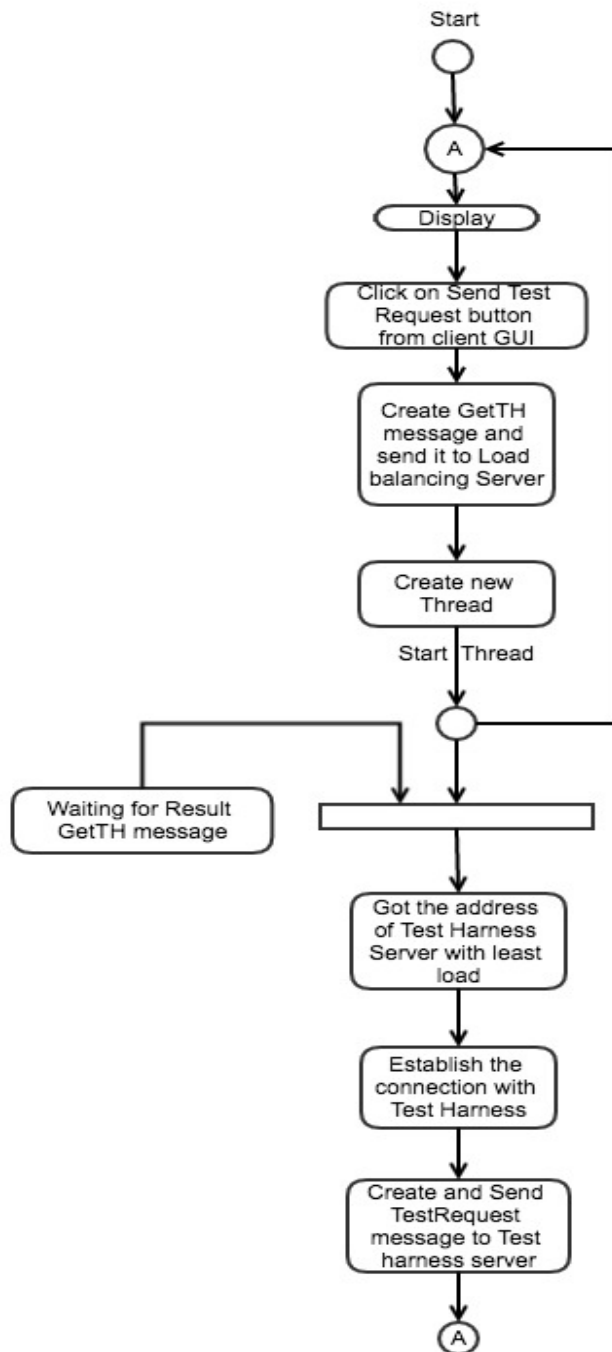 Start
A
Display
Click on Send Test
Request button
from client GUI
Create GetTH
message and
send it to Load
balancing Server
Create new
Thread
Start Thread
Waiting for Result
GetTH message
Got the address
of Test Harness
Server with least
load
Establish the
connection with
Test Harness
Create and Send
TestRequest
message to Test
harness server
A